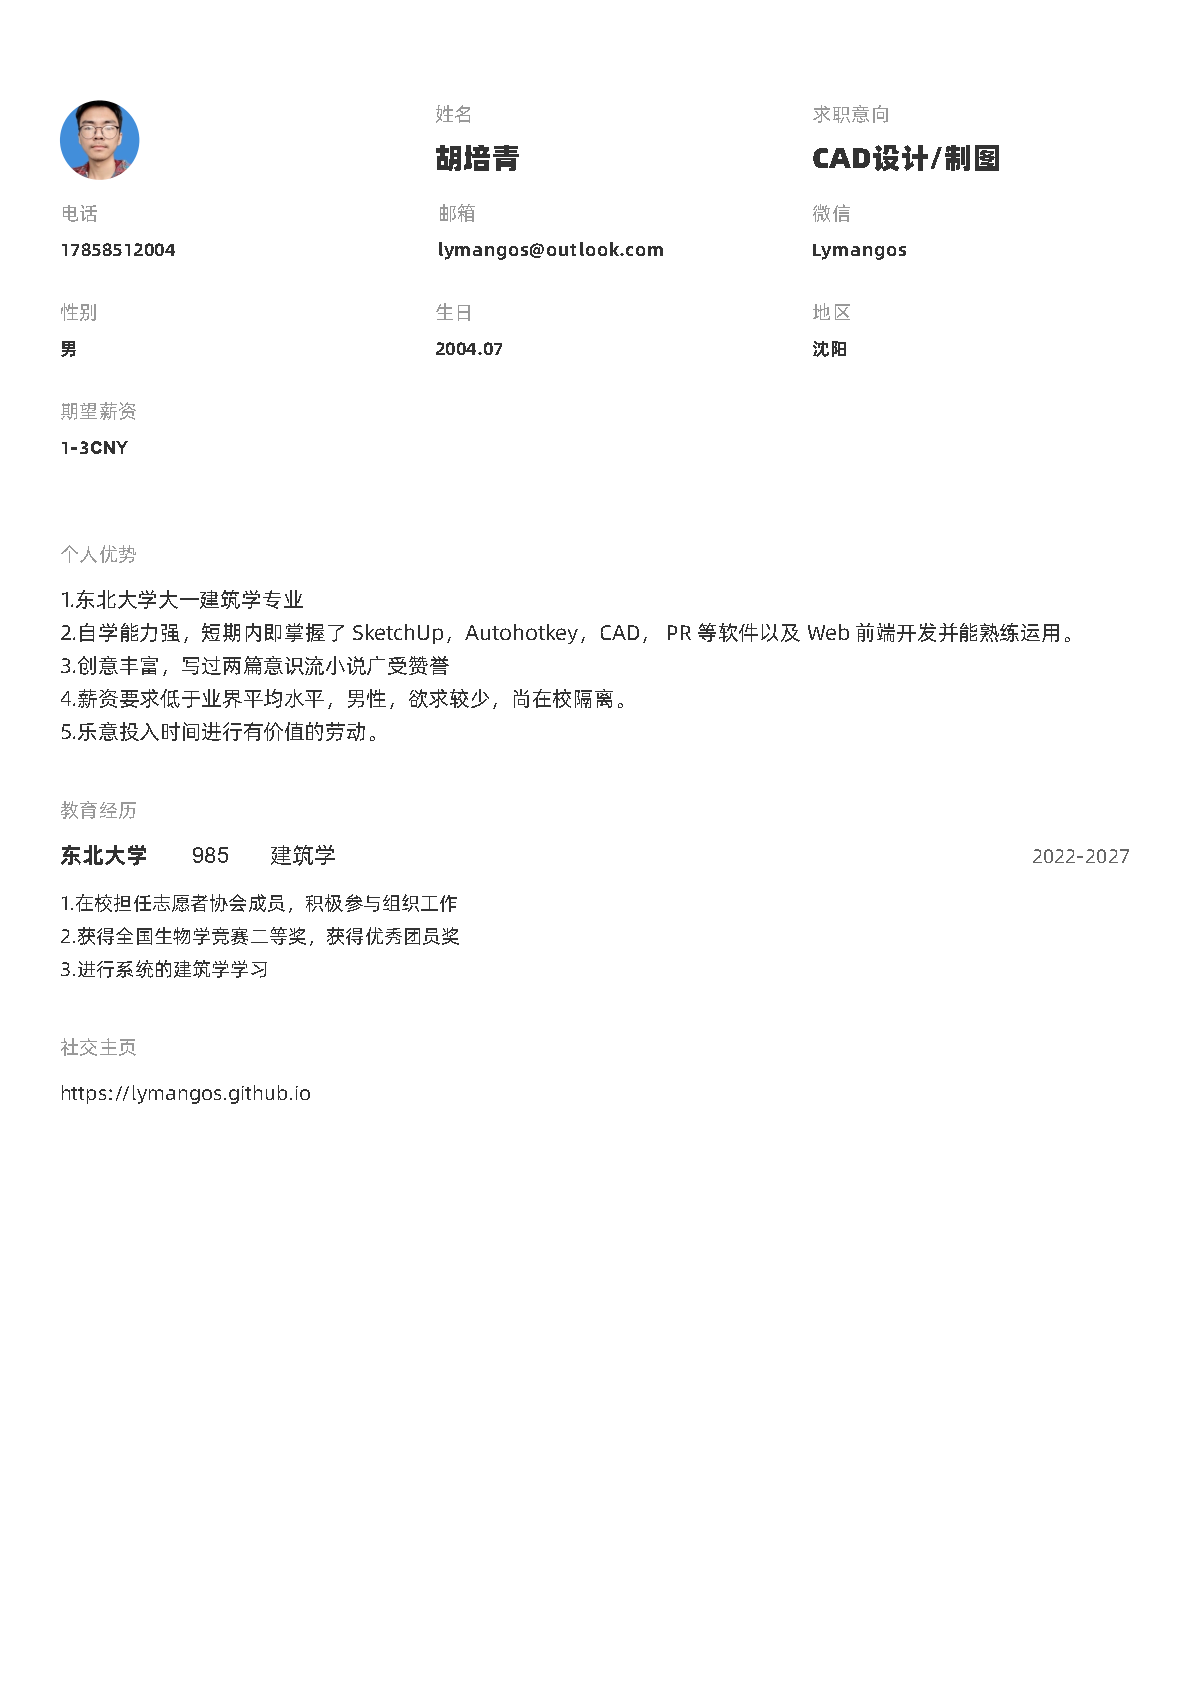 姓名
求职意向
胡培青
CAD设计/制图
电话
邮箱
微信
17858512004
lymangos@outlook.com
Lymangos
性别
生日
地区
男
2004.07
沈阳
期望薪资
1-3CNY
个人优势
1.东北大学大一建筑学专业
2.自学能力强，短期内即掌握了 SketchUp，Autohotkey，CAD， PR 等软件以及 Web 前端开发并能熟练运用。
3.创意丰富，写过两篇意识流小说广受赞誉
4.薪资要求低于业界平均水平，男性，欲求较少，尚在校隔离。
5.乐意投入时间进行有价值的劳动。
教育经历
东北大学 985 建筑学 2022-2027
1.在校担任志愿者协会成员，积极参与组织工作
2.获得全国生物学竞赛二等奖，获得优秀团员奖
3.进行系统的建筑学学习
社交主页
https://lymangos.github.io